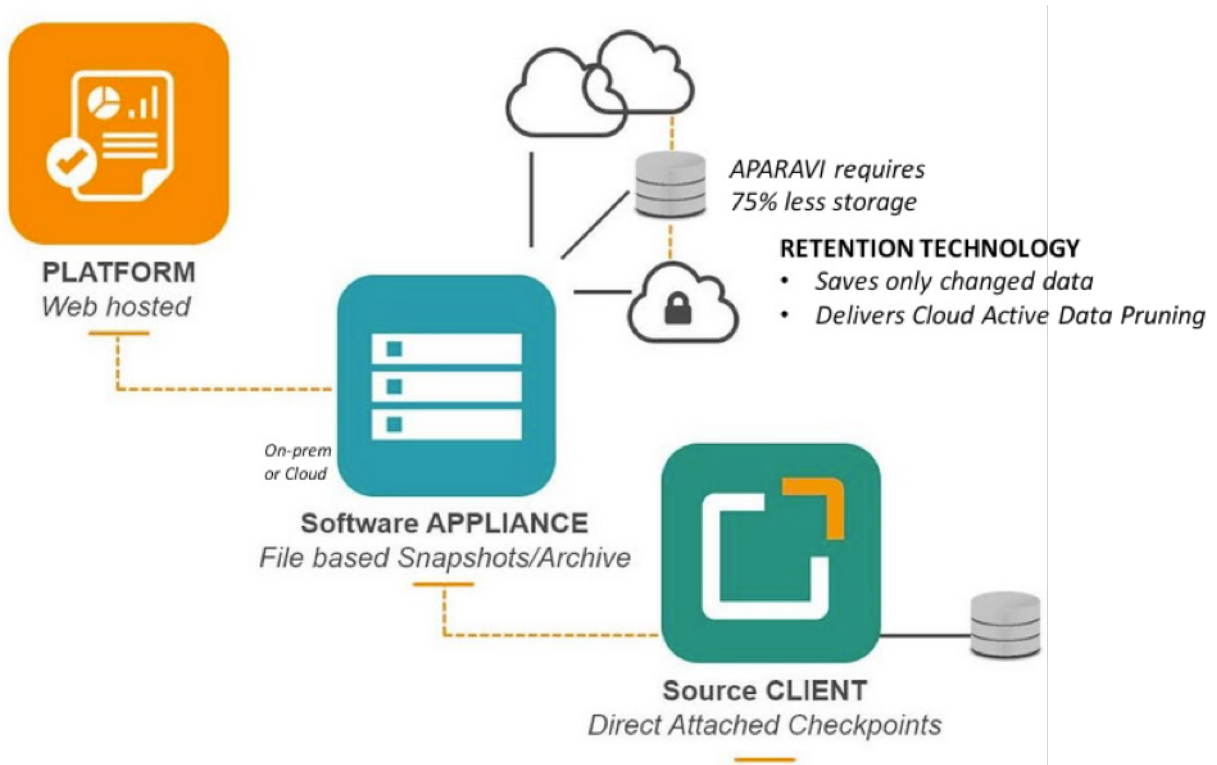 APARAVI requires
75% less storage
RETENTION TECHNOLOGY
• Saves only changed data
• Delivers Cloud Active Data Pruning
PLATFORM
Web hosted
On-prem
or Cloud
Software APPLIANCE
File based Snapshots/Archive
Source CLIENT
Direct Attached Checkpoints